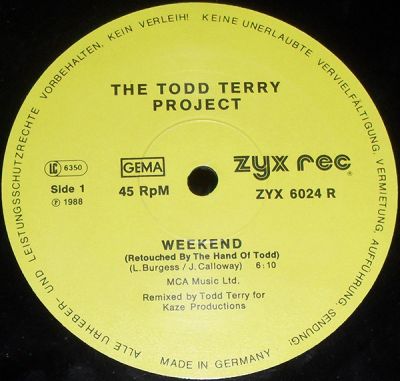 ALLE URHEBER- UND LEISTUNGSSCHUTZRECHTE VORBEHALTEN, KEIN VERLEIH! KEINE UNERLAUBTE VERVIELFÄLTIGUNG, VERMIETUNG, AUFFÜHRUNG, SENDUNG!
THE TODD TERRY
PROJECT
LC 6350
GEMA
zyx rec®
Side 1
45 RpM
ZYX 6024 R
℗ 1988
WEEKEND
(Retouched By The Hand Of Todd)
(L. Burgess / J. Calloway) 6:10
MCA Music Ltd.
Remixed by Todd Terry for
Kaze Productions
MADE IN GERMANY